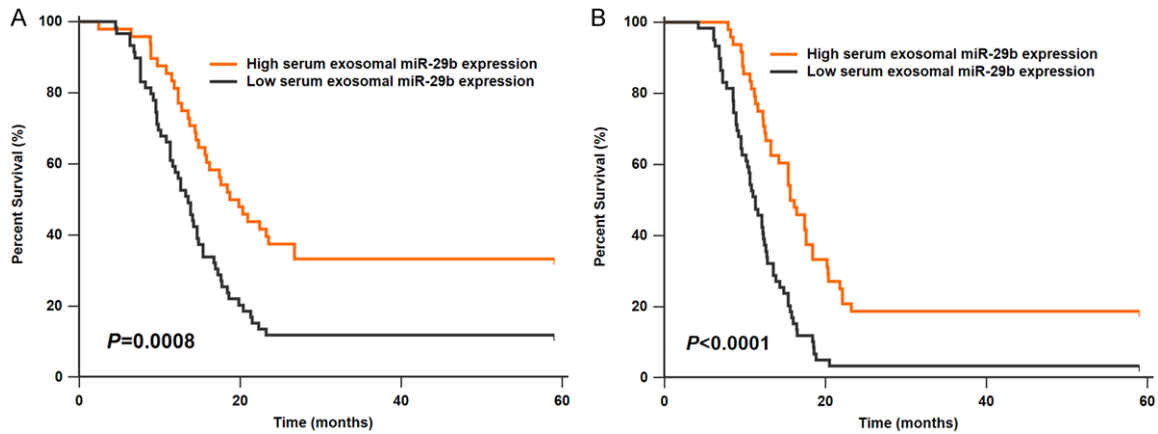 A
100
80
60
40
20
0
Percent Survival (%)
High serum exosomal miR-29b expression
Low serum exosomal miR-29b expression
P=0.0008
0 20 40 60
Time (months)
B
100
80
60
40
20
0
Percent Survival (%)
High serum exosomal miR-29b expression
Low serum exosomal miR-29b expression
P<0.0001
0 20 40 60
Time (months)